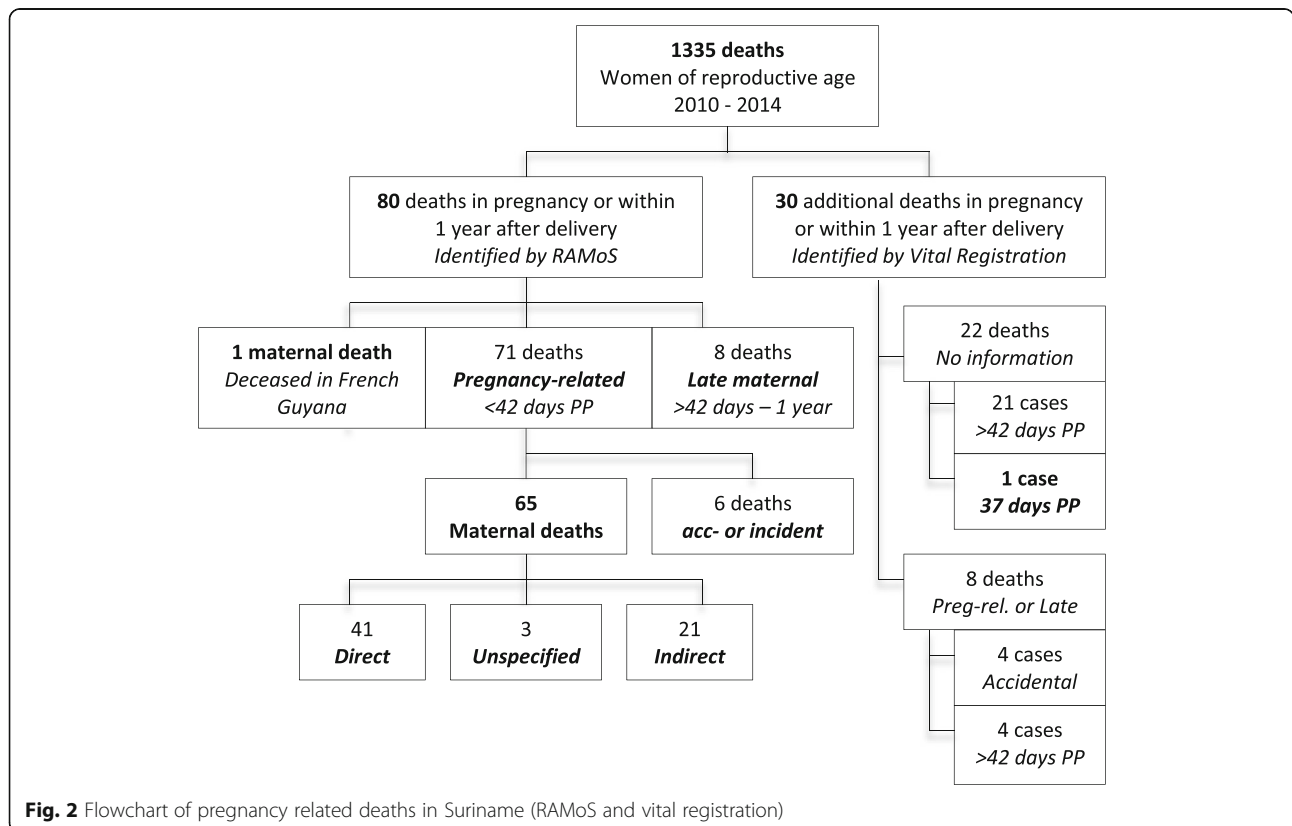 1335 deaths
Women of reproductive age
2010 - 2014
80 deaths in pregnancy or within
1 year after delivery
Identified by RAMoS
30 additional deaths in pregnancy
or within 1 year after delivery
Identified by Vital Registration
1 maternal death
Deceased in French
Guyana
71 deaths
Pregnancy-related
<42 days PP
8 deaths
Late maternal
>42 days – 1 year
22 deaths
No information
21 cases
>42 days PP
1 case
37 days PP
65
Maternal deaths
6 deaths
acc- or incident
41
Direct
3
Unspecified
21
Indirect
8 deaths
Preg-rel. or Late
4 cases
Accidental
4 cases
>42 days PP
Fig. 2 Flowchart of pregnancy related deaths in Suriname (RAMoS and vital registration)